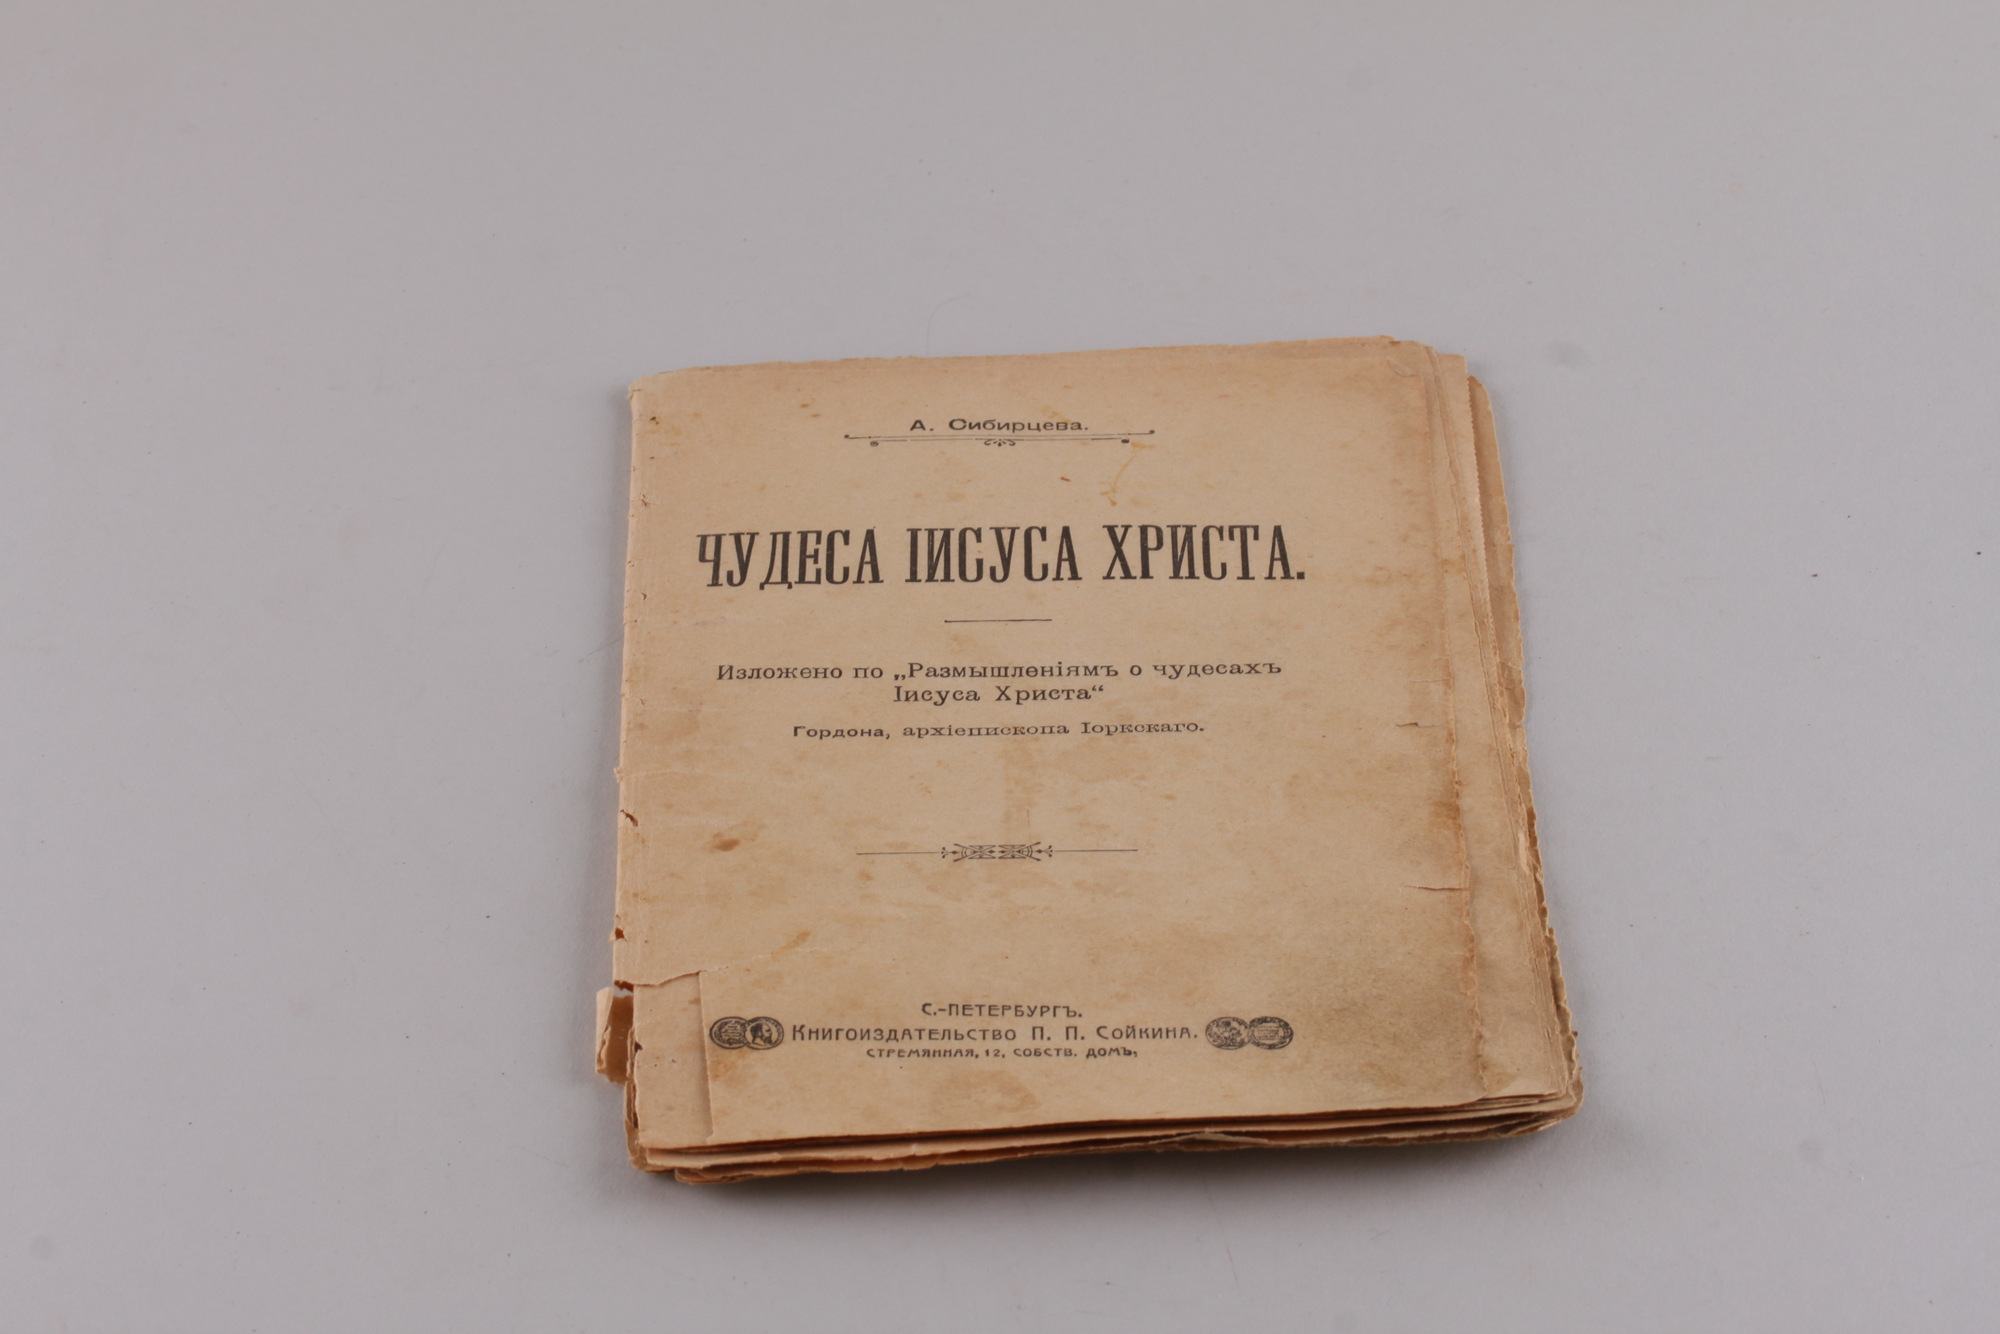 А. Сибирцева.
ЧУДЕСА ІИСУСА ХРИСТА.
Изложено по „Размышленіямъ о чудесахъ
Іисуса Христа“
Гордона, архіепископа Іоркскаго.
С.-ПЕТЕРБУРГЪ.
Книгоиздательство П. П. Сойкина.
СТРЕМЯННАЯ, 12, СОБСТВ. ДОМЪ,